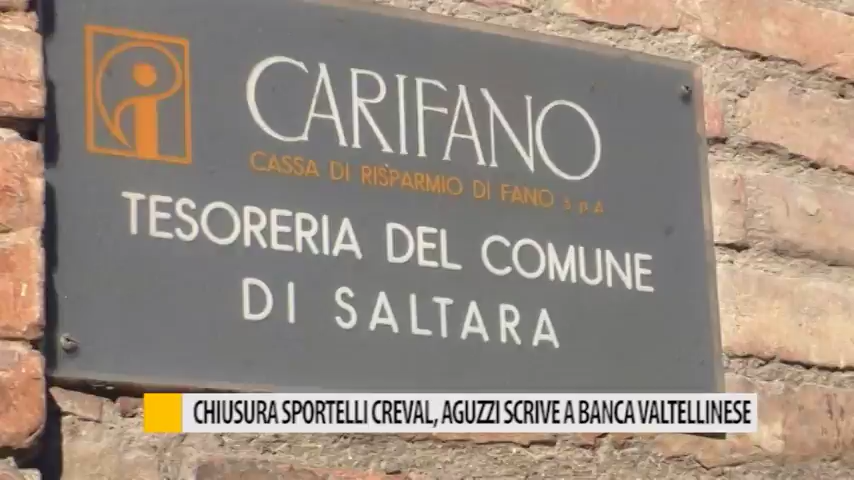 CARIFANO
CASSA DI RISPARMIO DI FANO S.p.A
TESORERIA DEL COMUNE
DI SALTARA
CHIUSURA SPORTELLI CREVAL, AGUZZI SCRIVE A BANCA VALTELLINESE